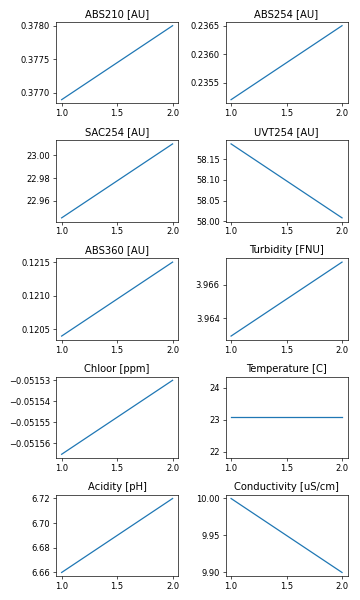 ABS210 [AU]
0.3780
0.3775
0.3770
1.0 1.5 2.0
ABS254 [AU]
0.2365
0.2360
0.2355
1.0 1.5 2.0
SAC254 [AU]
23.00
22.98
22.96
1.0 1.5 2.0
UVT254 [AU]
58.15
58.10
58.05
58.00
1.0 1.5 2.0
ABS360 [AU]
0.1215
0.1210
0.1205
1.0 1.5 2.0
Turbidity [FNU]
3.966
3.964
1.0 1.5 2.0
Chloor [ppm]
−0.05153
−0.05154
−0.05155
−0.05156
1.0 1.5 2.0
Temperature [C]
24
23
22
1.0 1.5 2.0
Acidity [pH]
6.72
6.70
6.68
6.66
1.0 1.5 2.0
Conductivity [uS/cm]
10.00
9.95
9.90
1.0 1.5 2.0